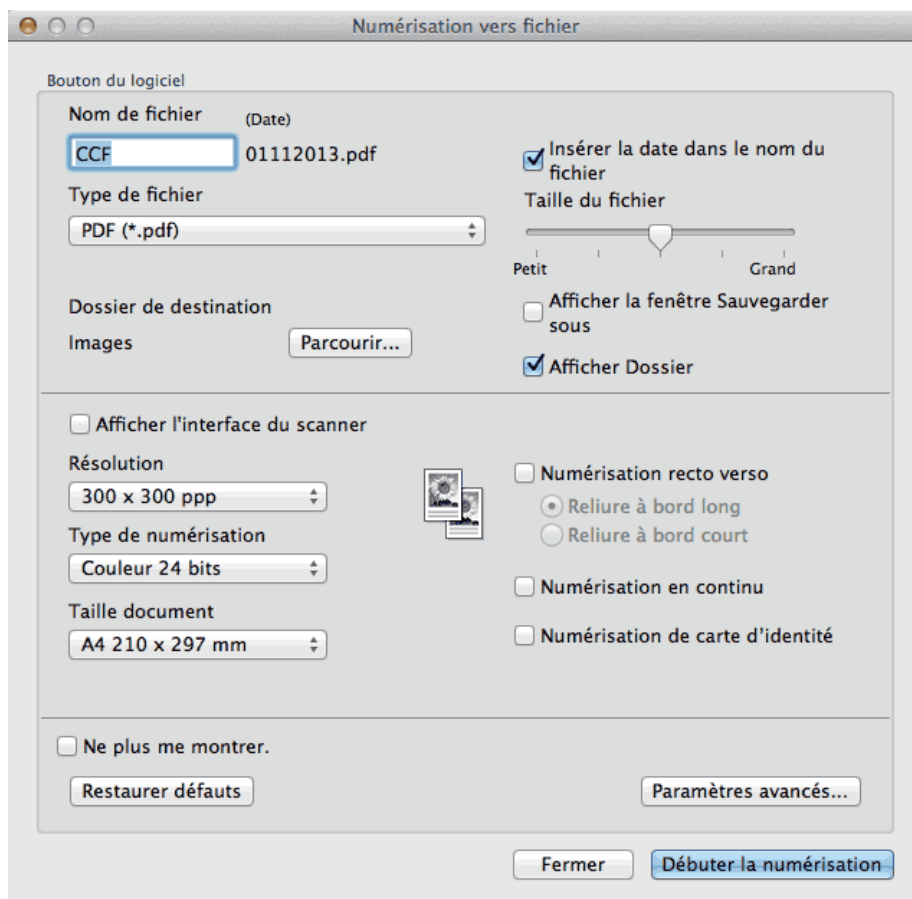 Numérisation vers fichier
Bouton du logiciel
Nom de fichier
(Date)
CCF
01112013.pdf
Insérer la date dans le nom du
fichier
Type de fichier
PDF (*.pdf)
Taille du fichier
Petit
Grand
Dossier de destination
Images
Parcourir...
Afficher la fenêtre Sauvegarder
sous
Afficher Dossier
Afficher l'interface du scanner
Résolution
300 x 300 ppp
Type de numérisation
Couleur 24 bits
Taille document
A4 210 x 297 mm
Numérisation recto verso
Reliure à bord long
Reliure à bord court
Numérisation en continu
Numérisation de carte d'identité
Ne plus me montrer.
Restaurer défauts
Paramètres avancés...
Fermer
Débuter la numérisation